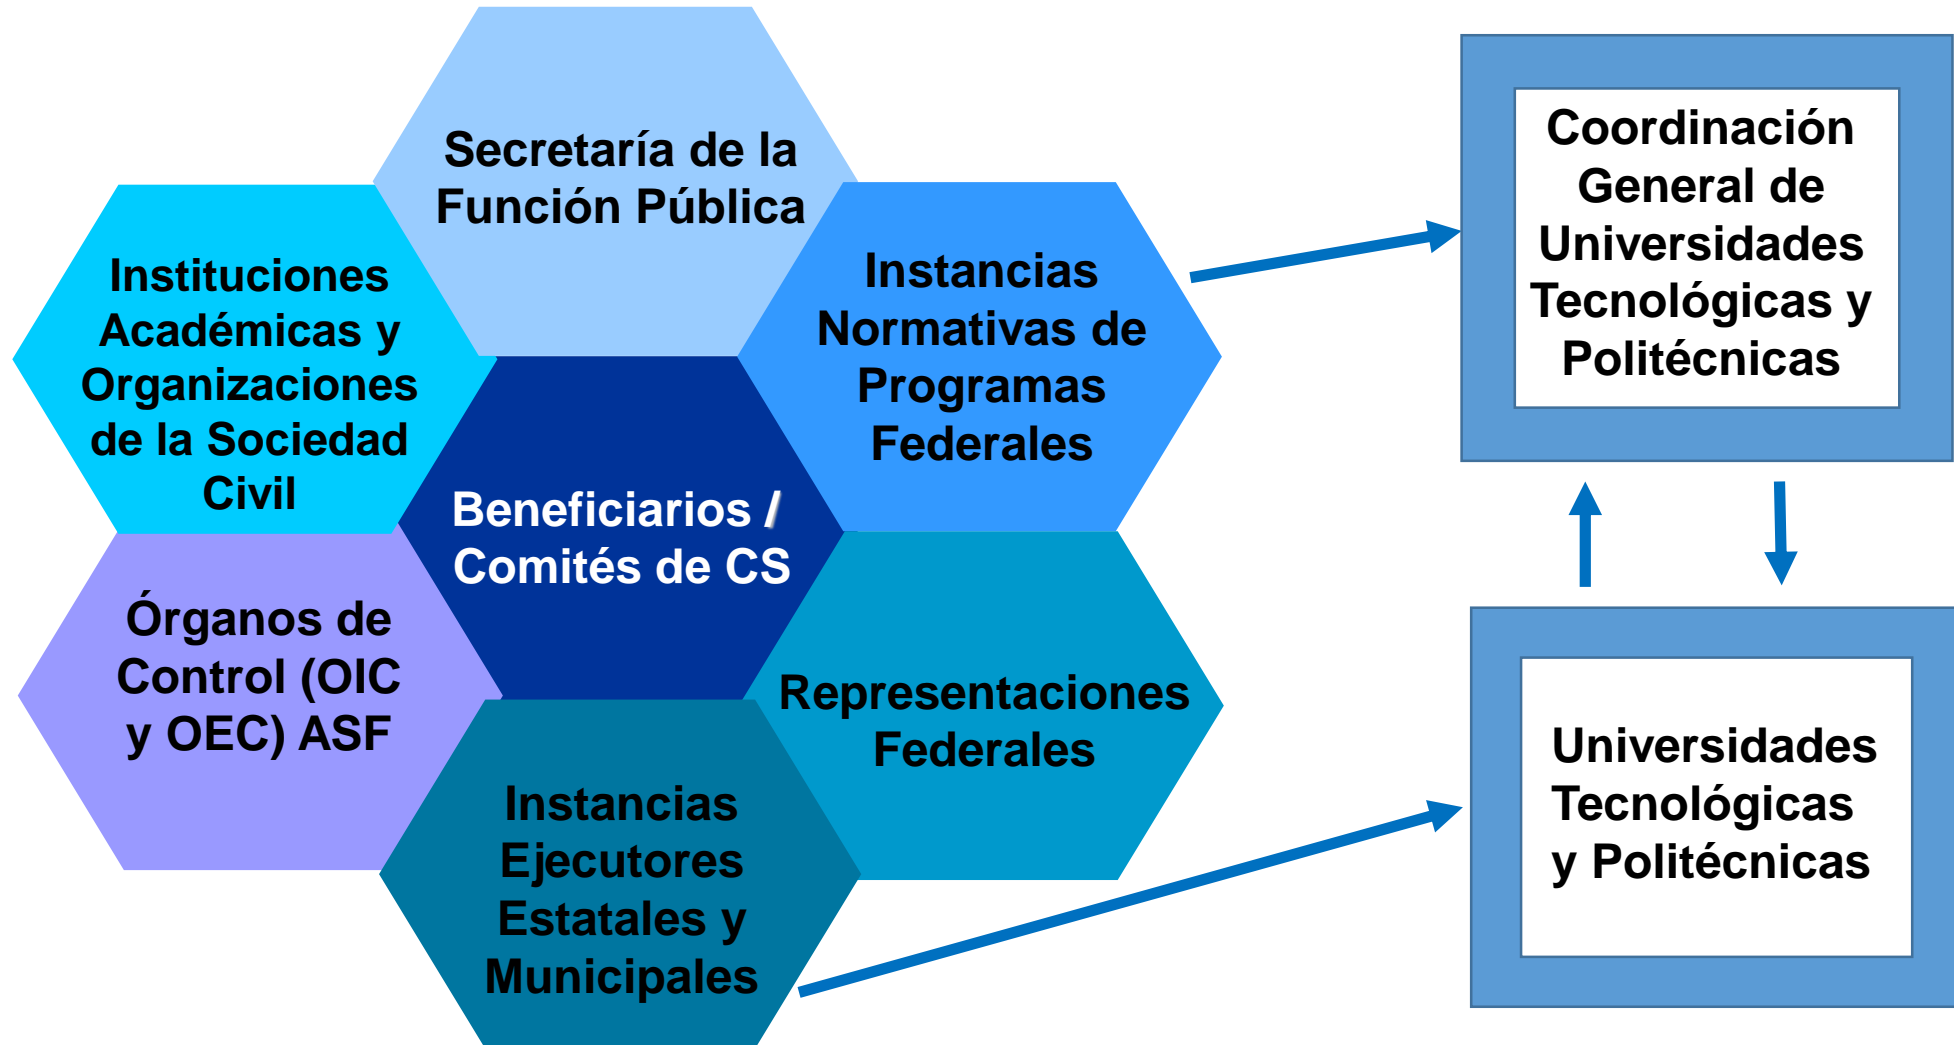 Secretaría de la
Función Pública
Instituciones
Académicas y
Organizaciones
de la Sociedad
Civil
Instancias
Normativas de
Programas
Federales
Beneficiarios /
Comités de CS
Órganos de
Control (OIC
y OEC) ASF
Representaciones
Federales
Instancias
Ejecutores
Estatales y
Municipales
Coordinación
General de
Universidades
Tecnológicas y
Politécnicas
Universidades
Tecnológicas
y Politécnicas